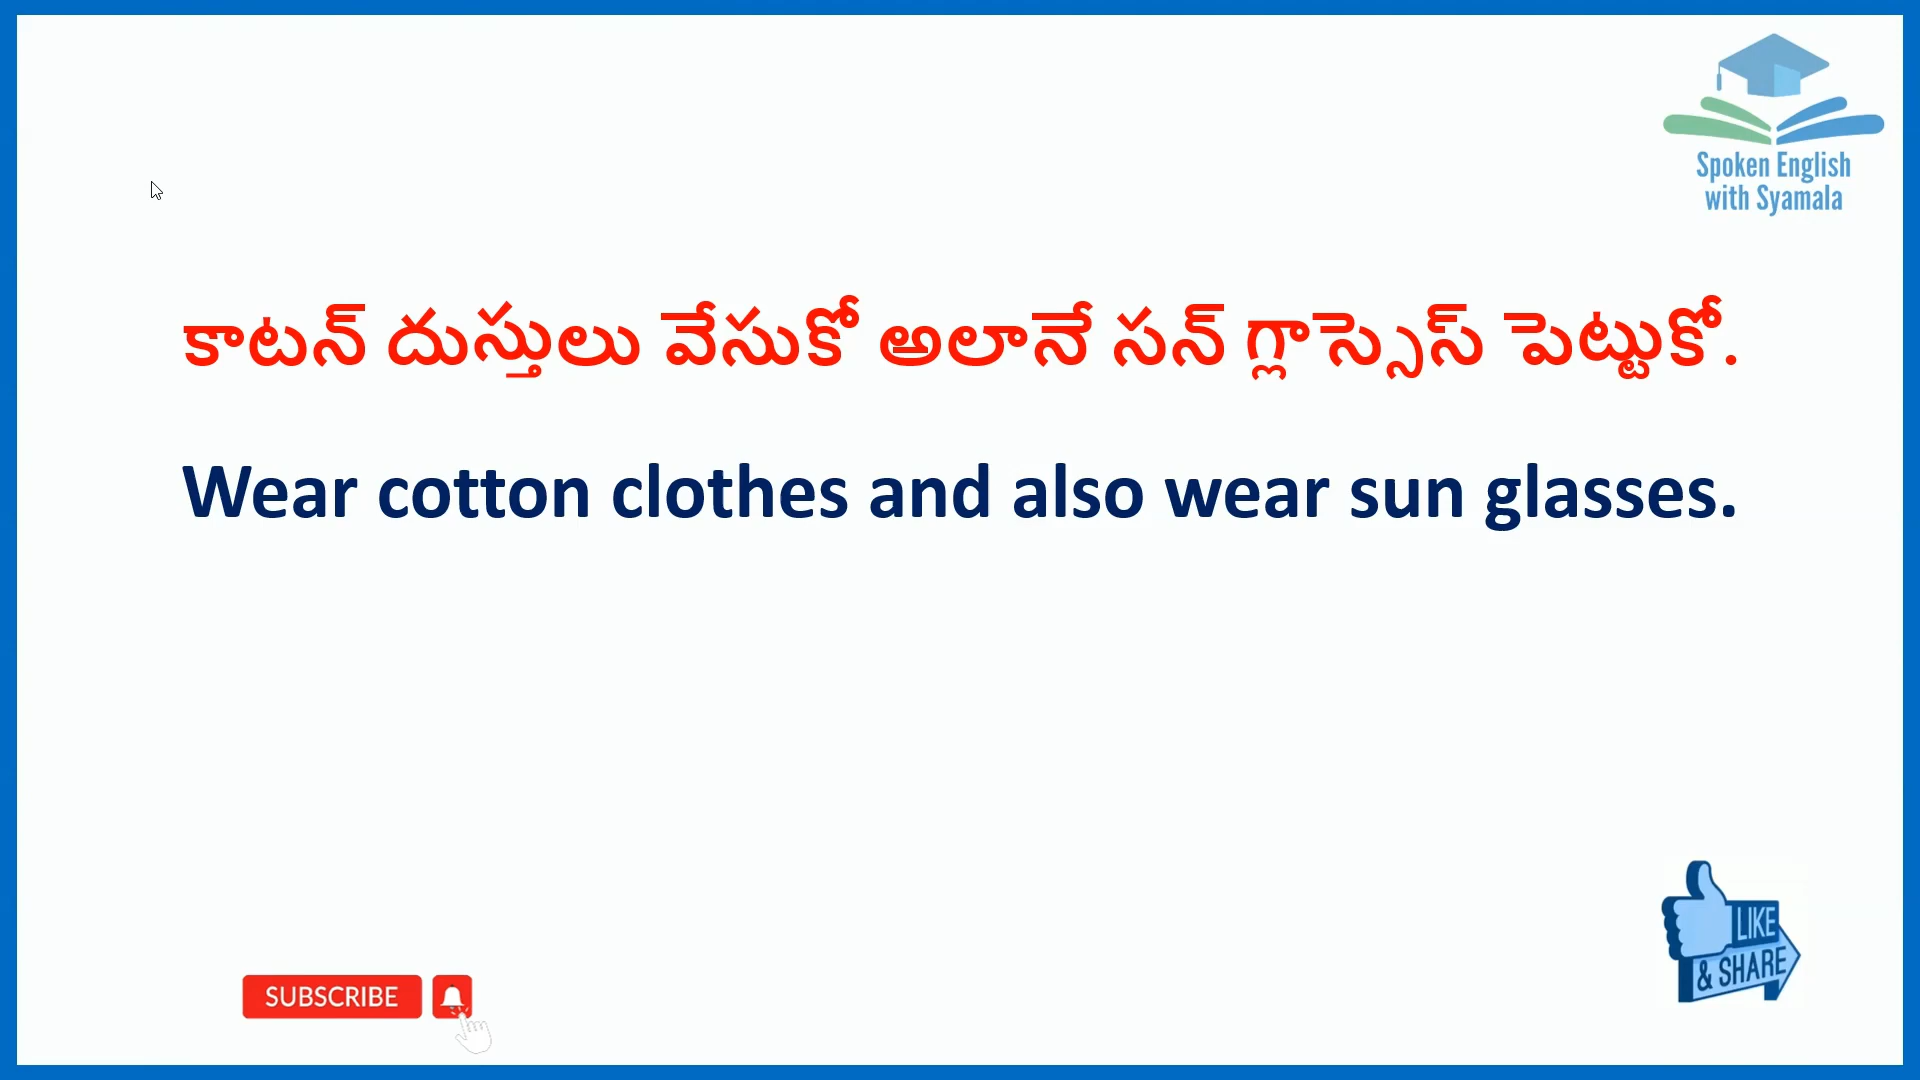 Spoken English
with Syamala
కాటన్ దుస్తులు వేసుకో అలానే సన్ గ్లాస్సెస్ పెట్టుకో.
Wear cotton clothes and also wear sun glasses.
LIKE
& SHARE
SUBSCRIBE